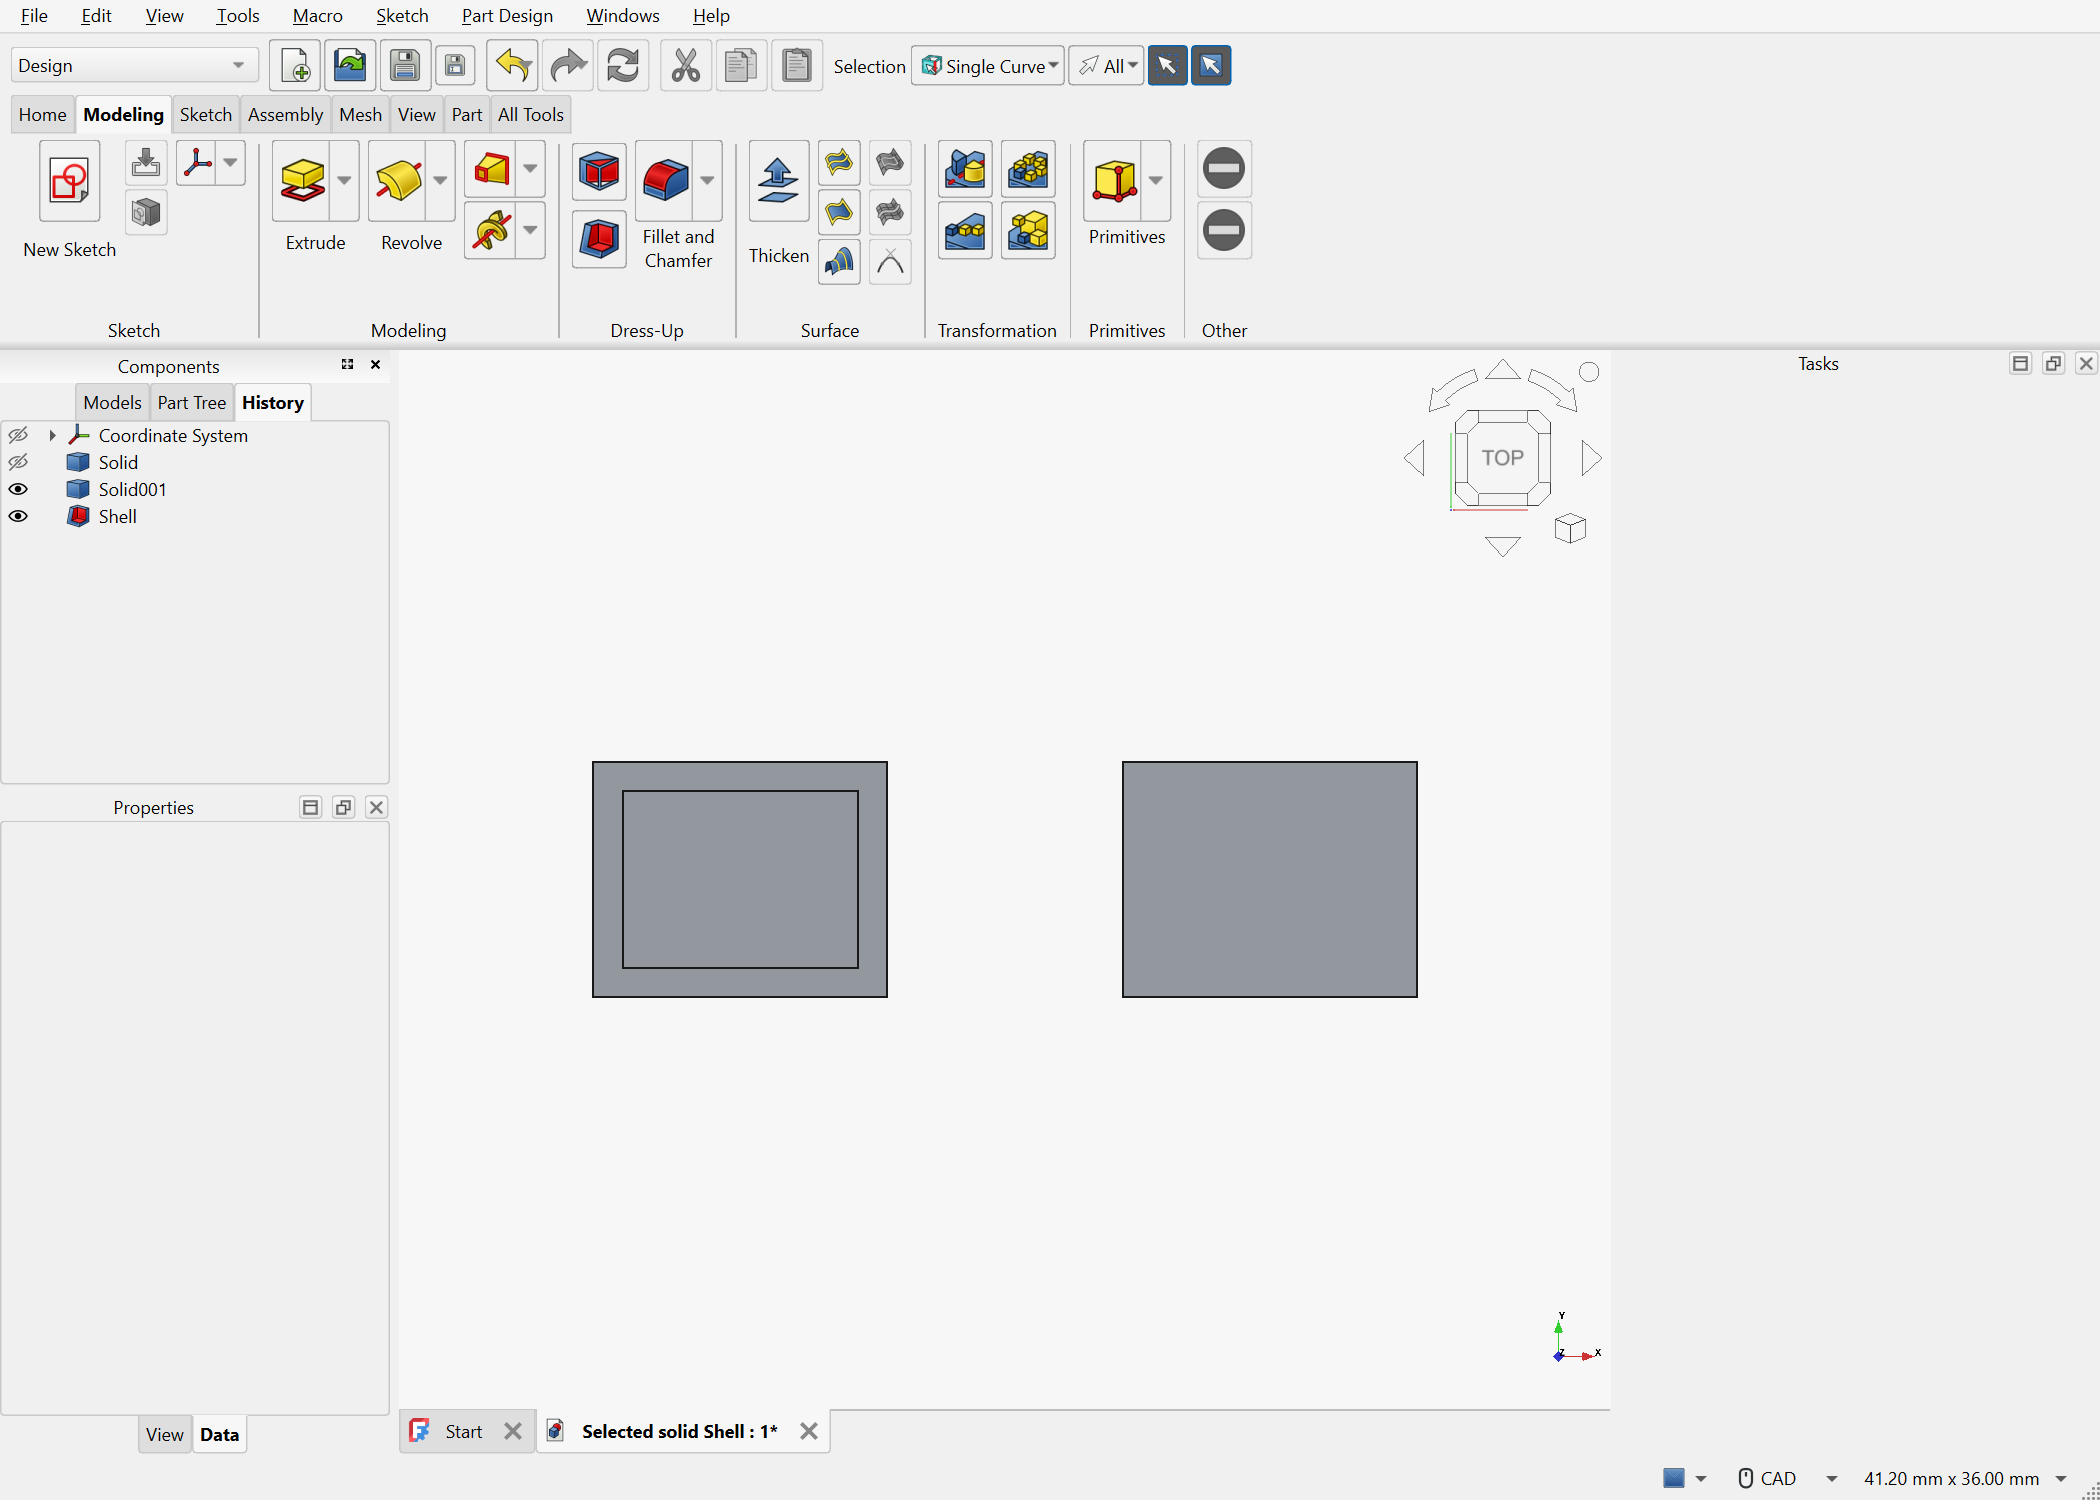 File Edit View Tools Macro Sketch Part Design Windows Help
Design Selection Single Curve All
Home Modeling Sketch Assembly Mesh View Part All Tools
New Sketch Extrude Revolve Fillet and Chamfer Thicken Primitives
Sketch Modeling Dress-Up Surface Transformation Primitives Other
Components
Models Part Tree History
Coordinate System
Solid
Solid001
Shell
Properties
View Data
Tasks
TOP
Y
Z X
Start Selected solid Shell : 1*
CAD 41.20 mm x 36.00 mm